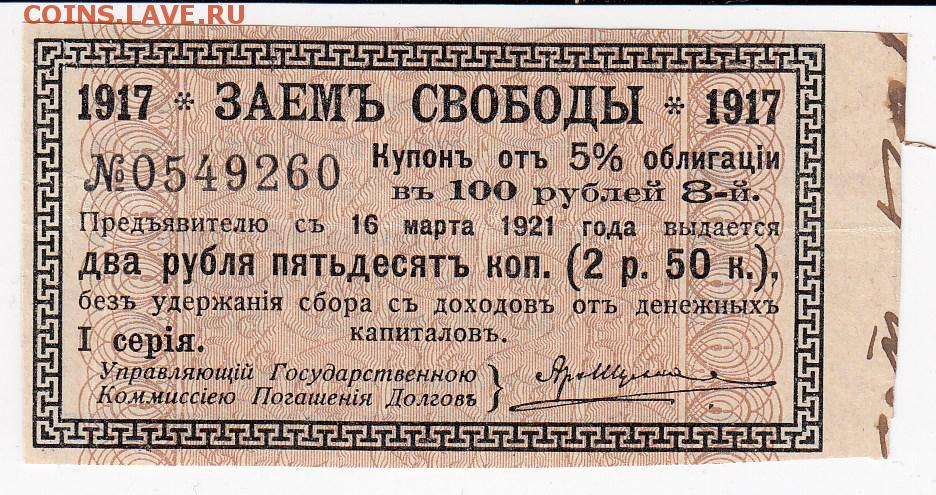 COINS.LAVE.RU
1917 * ЗАЕМЪ СВОБОДЫ * 1917
№0549260
Купонъ отъ 5% облигаціи
въ 100 рублей 8-й.
Предъявителю съ 16 марта 1921 года выдается
два рубля пятьдесятъ коп. (2 р. 50 к.),
безъ удержанія сбора съ доходовъ отъ денежныхъ
капиталовъ.
I серія.
Управляющій Государственною
Коммиссіею Погашенія Долговъ